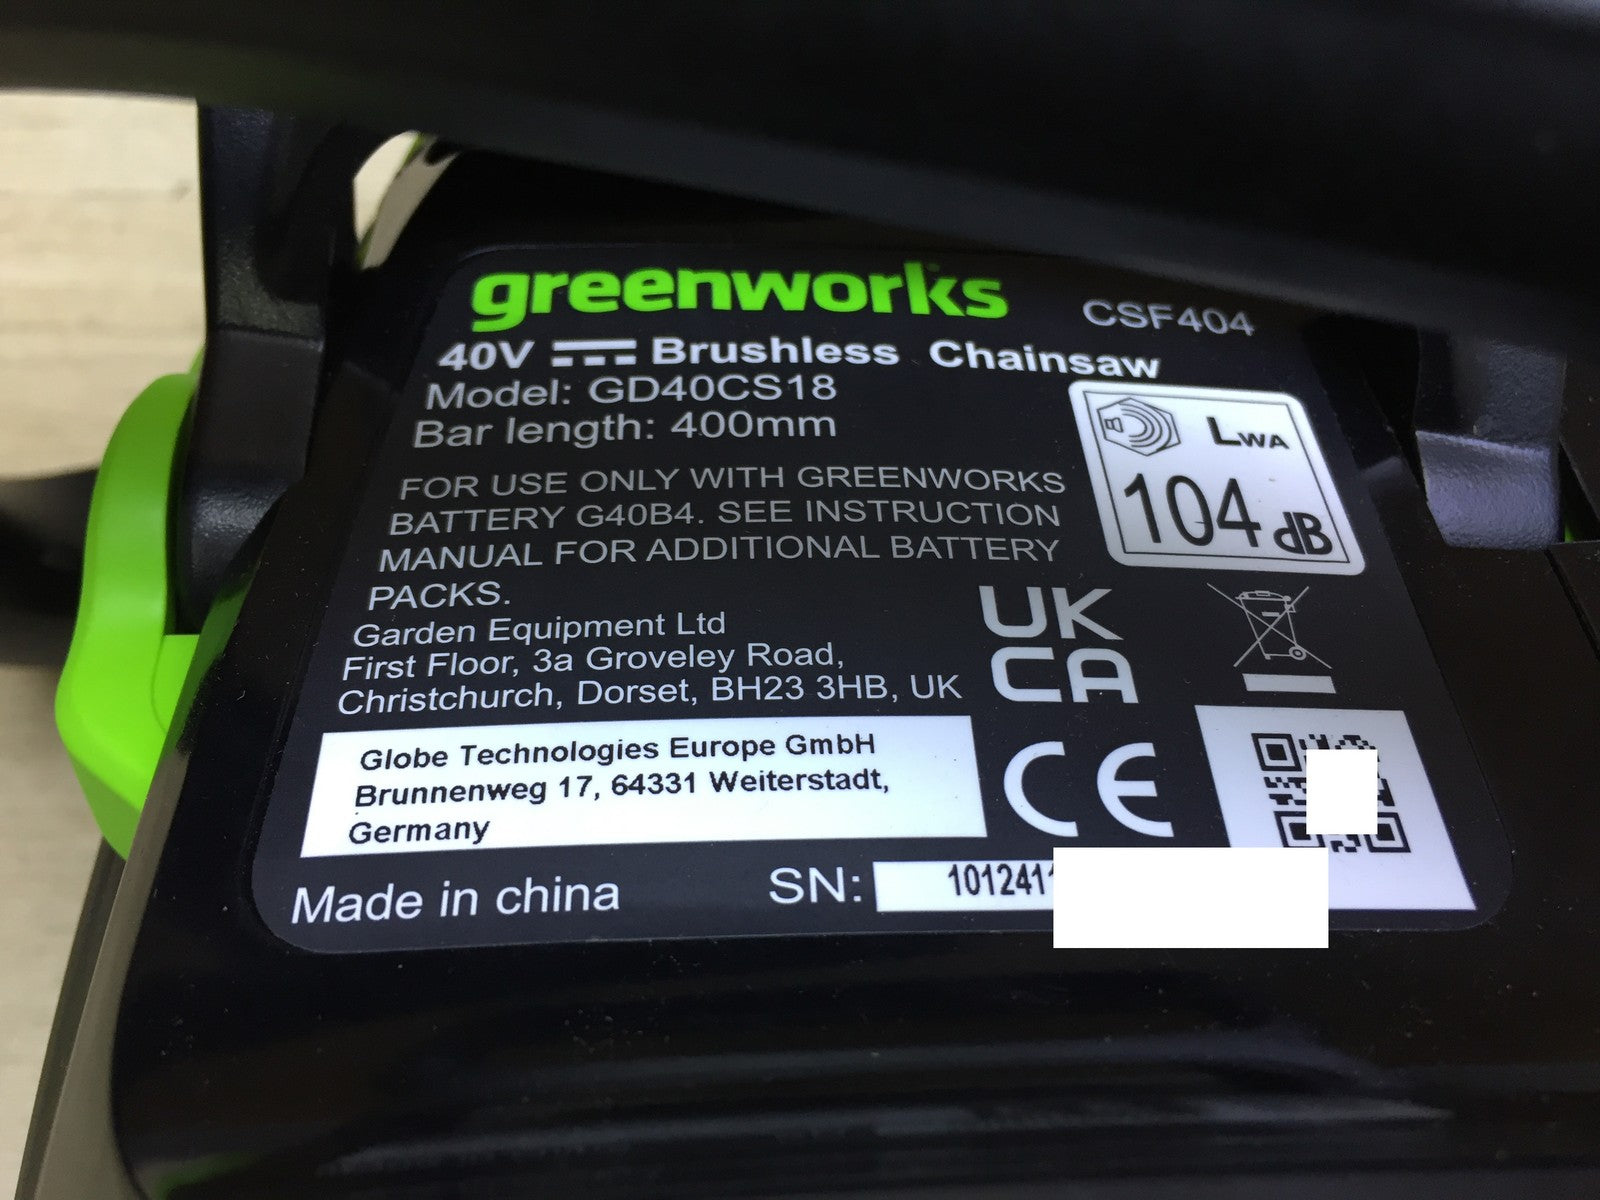 greenworks CSF404
40V Brushless Chainsaw
Model: GD40CS18
Bar length: 400mm
LWA
104 dB
FOR USE ONLY WITH GREENWORKS
BATTERY G40B4. SEE INSTRUCTION
MANUAL FOR ADDITIONAL BATTERY
PACKS.
Garden Equipment Ltd
First Floor, 3a Groveley Road,
Christchurch, Dorset, BH23 3HB, UK
UK
CA
Globe Technologies Europe GmbH
Brunnenweg 17, 64331 Weiterstadt,
Germany
CE
Made in china
SN: 1012411